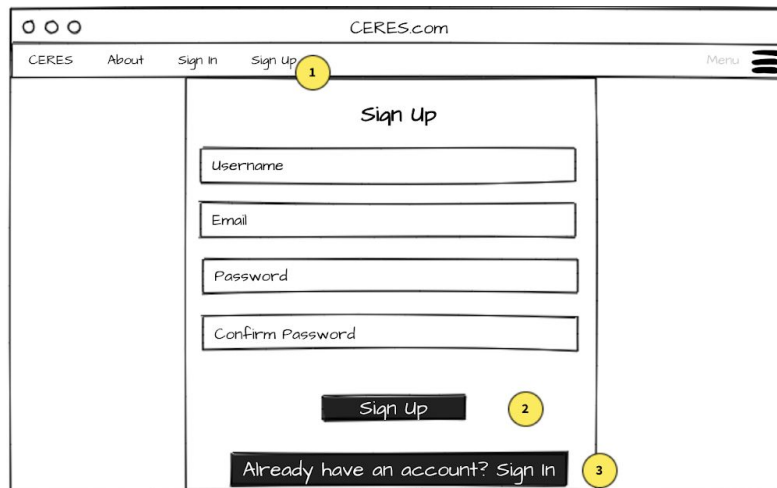 CERES.com
CERES About Sign In Sign Up 1 Menu
Sign Up
Username
Email
Password
Confirm Password
Sign Up 2
Already have an account? Sign In 3